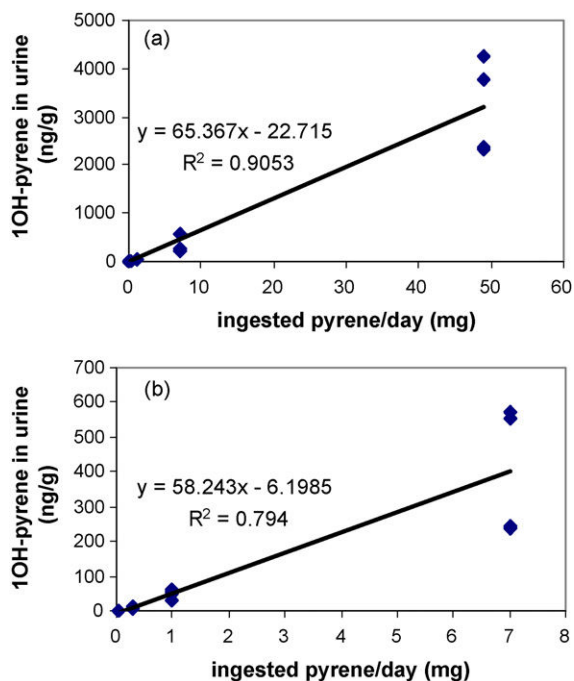 (a)
5000
4000
3000
2000
1000
0
1OH-pyrene in urine
(ng/g)
y = 65.367x - 22.715
R² = 0.9053
0 10 20 30 40 50 60
ingested pyrene/day (mg)
(b)
700
600
500
400
300
200
100
0
1OH-pyrene in urine
(ng/g)
y = 58.243x - 6.1985
R² = 0.794
0 1 2 3 4 5 6 7 8
ingested pyrene/day (mg)